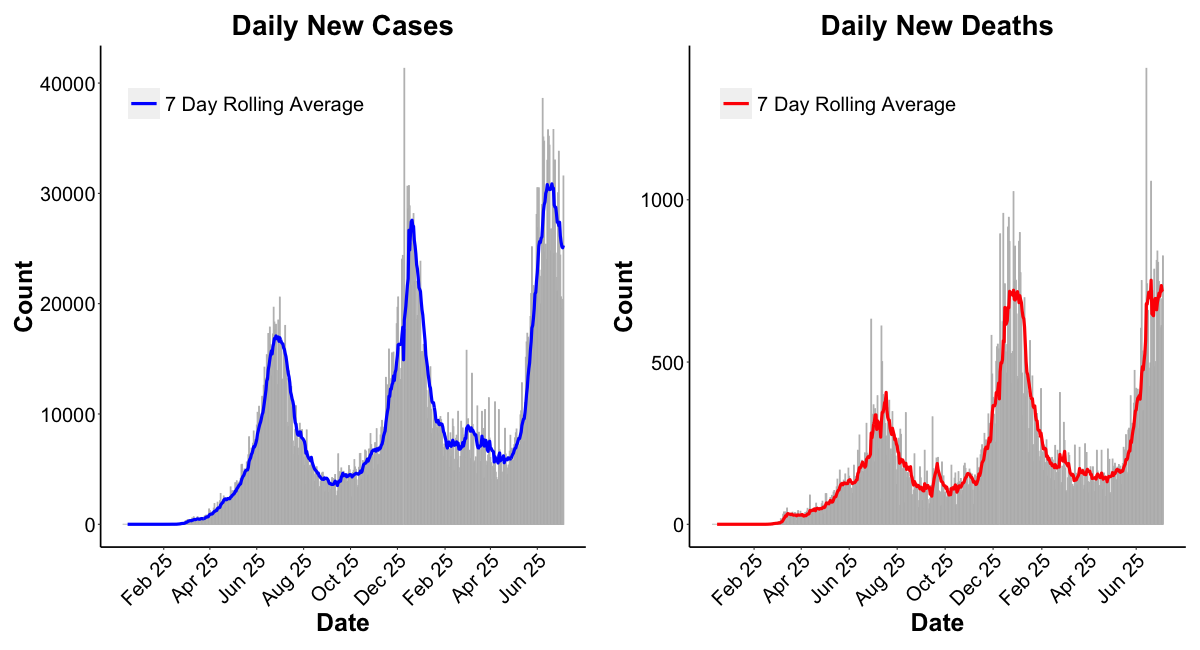 Daily New Cases
Count
40000
30000
20000
10000
0
7 Day Rolling Average
Feb 25
Apr 25
Jun 25
Aug 25
Oct 25
Dec 25
Feb 25
Apr 25
Jun 25
Date
Daily New Deaths
Count
1000
500
0
7 Day Rolling Average
Feb 25
Apr 25
Jun 25
Aug 25
Oct 25
Dec 25
Feb 25
Apr 25
Jun 25
Date